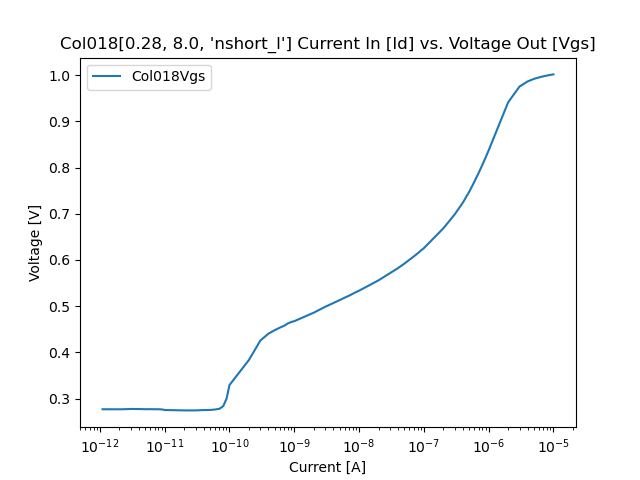 Col018[0.28, 8.0, 'nshort_l'] Current In [Id] vs. Voltage Out [Vgs]
Col018Vgs
1.0
0.9
0.8
0.7
0.6
0.5
0.4
0.3
Voltage [V]
10⁻¹² 10⁻¹¹ 10⁻¹⁰ 10⁻⁹ 10⁻⁸ 10⁻⁷ 10⁻⁶ 10⁻⁵
Current [A]